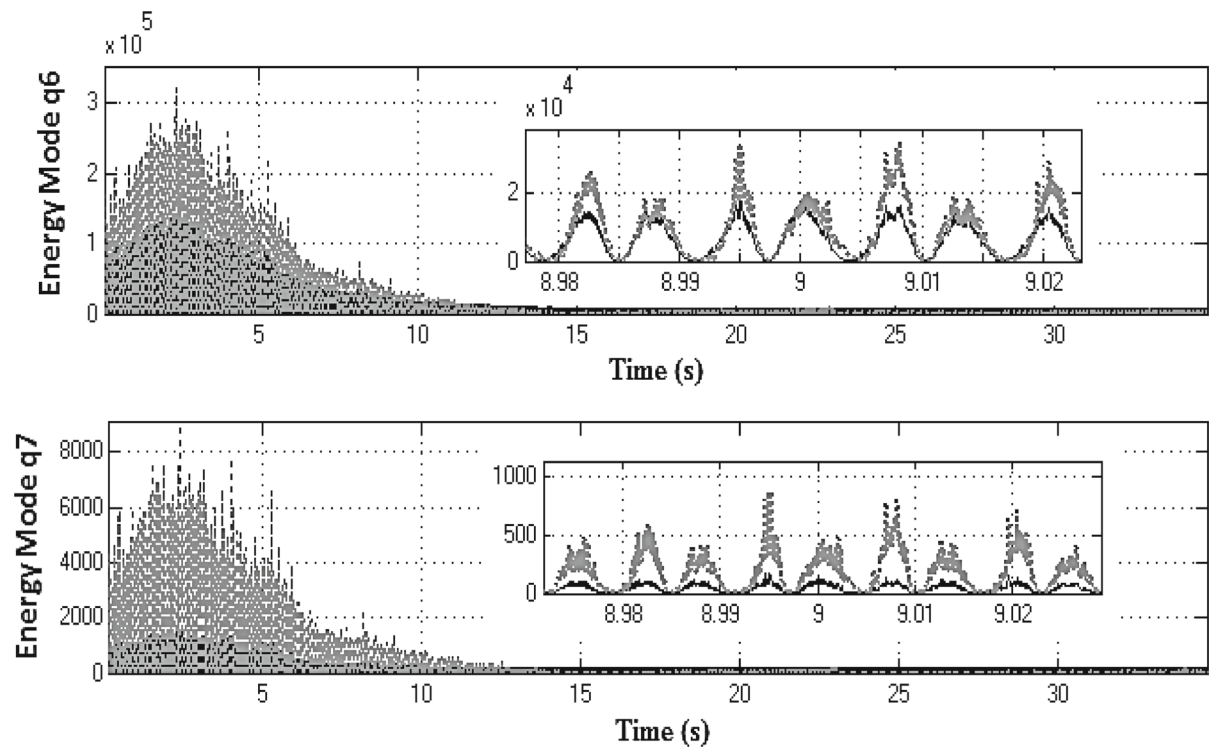 x 10^5
Energy Mode q6
3
2
1
0
x 10^4
2
0
8.98 8.99 9 9.01 9.02
5 10 15 20 25 30
Time (s)
Energy Mode q7
8000
6000
4000
2000
0
1000
500
0
8.98 8.99 9 9.01 9.02
5 10 15 20 25 30
Time (s)